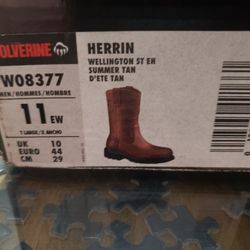 WOLVERINE
HERRIN
W08377
WELLINGTON ST EH
SUMMER TAN
D'ETE TAN
MEN/HOMMES/HOMBRE
11 EW
UK 10
EURO 44
CM 29